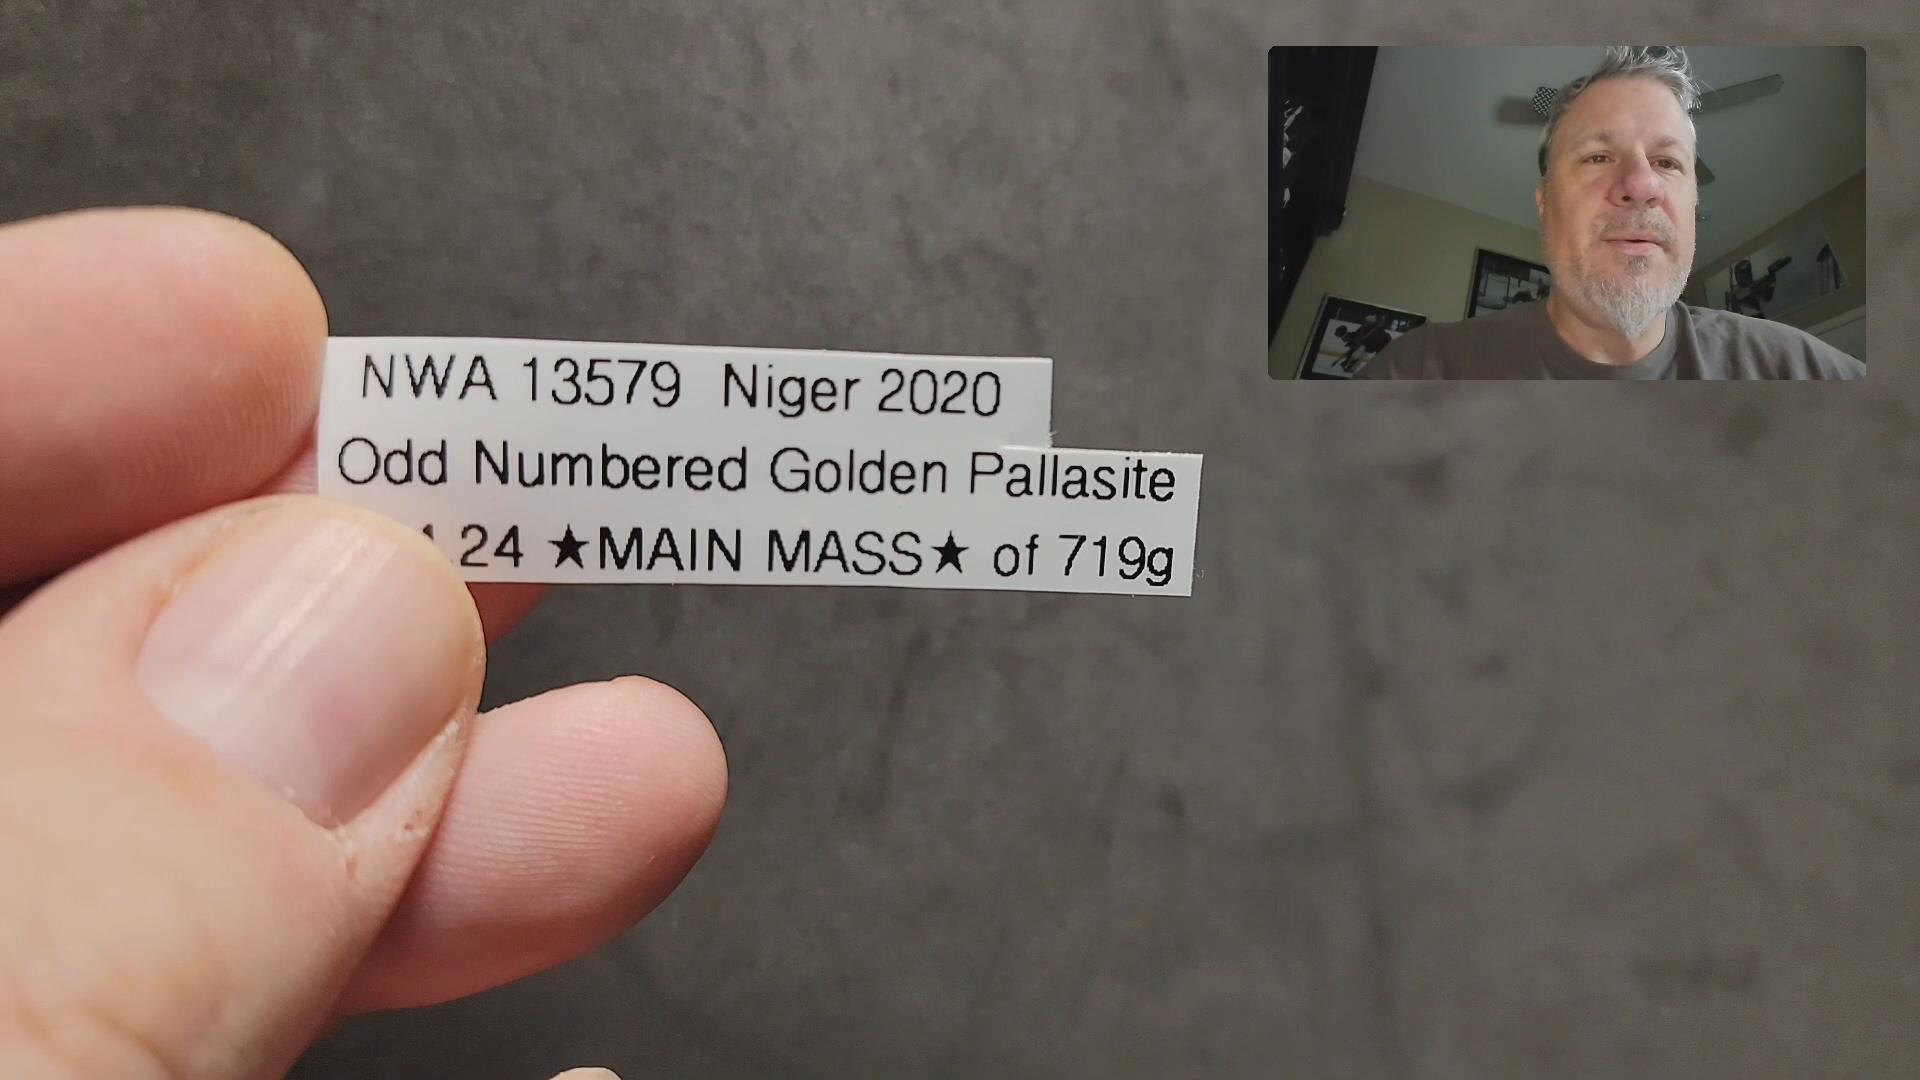 NWA 13579 Niger 2020
Odd Numbered Golden Pallasite
.24 ★MAIN MASS★ of 719g